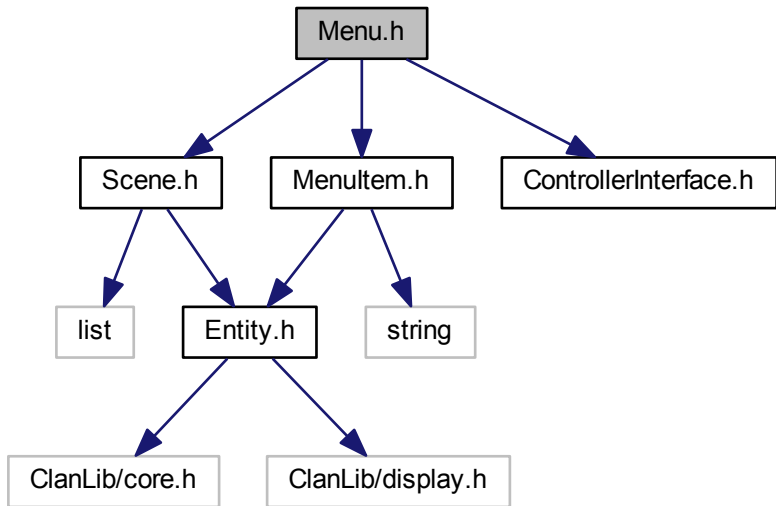 Menu.h
Scene.h
MenuItem.h
ControllerInterface.h
list
Entity.h
string
ClanLib/core.h
ClanLib/display.h